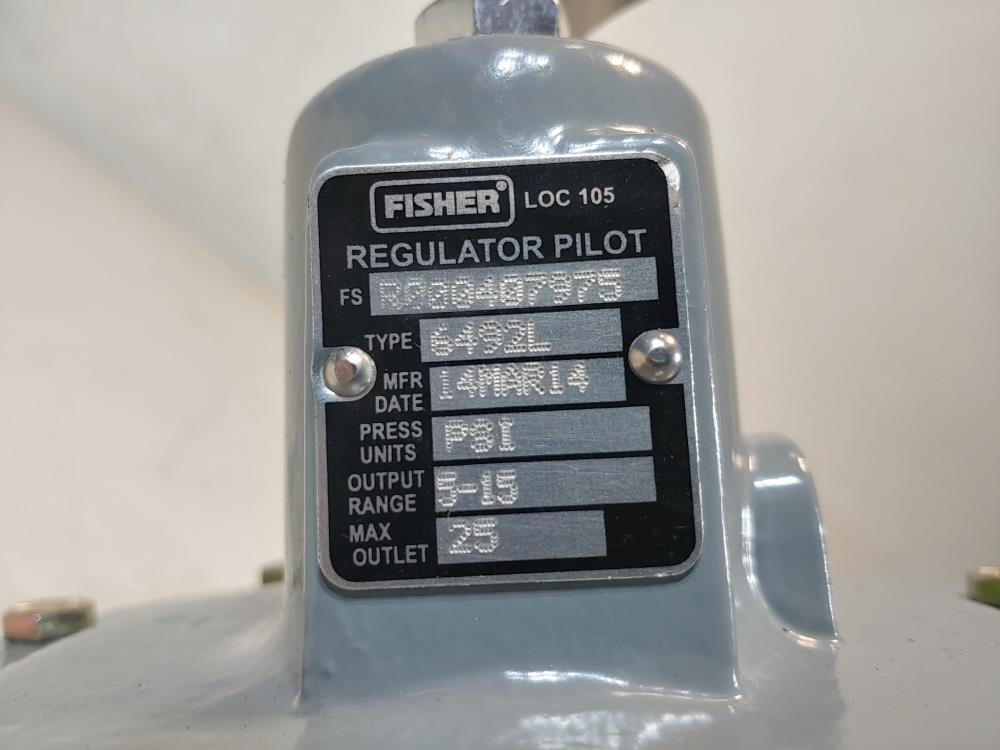 FISHER® LOC 105
REGULATOR PILOT
FS R000407975
TYPE 6492L
MFR DATE 14MAR14
PRESS UNITS PSI
OUTPUT RANGE 5-15
MAX OUTLET 25